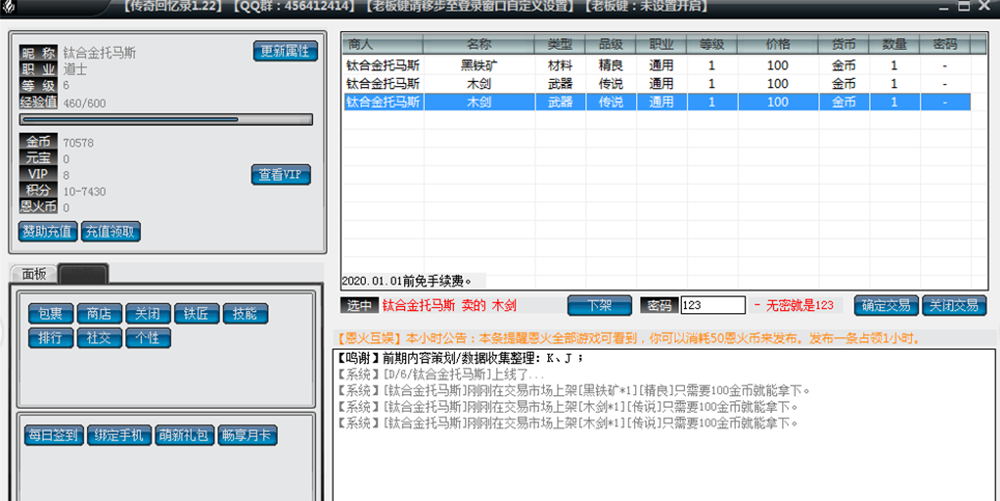 【传奇回忆录1.22】【QQ群：456412414】【老板键请移步至登录窗口自定义设置】【老板键：未设置开启】
昵 称 钛合金托马斯 更新属性
职 业 道士
等 级 6
经验值 460/600
金币 70578
元宝 0
VIP 8 查看VIP
积分 10-7430
恩火币 0
赞助充值 充值领取
面板
包裹 商店 关闭 铁匠 技能
排行 社交 个性
每日签到 绑定手机 萌新礼包 畅享月卡
商人 名称 类型 品级 职业 等级 价格 货币 数量 密码
钛合金托马斯 黑铁矿 材料 精良 通用 1 100 金币 1 -
钛合金托马斯 木剑 武器 传说 通用 1 100 金币 1 -
钛合金托马斯 木剑 武器 传说 通用 1 100 金币 1 -
2020.01.01前免手续费。
选中 钛合金托马斯 卖的 木剑 下架 密码 123 - 无密就是123 确定交易 关闭交易
【恩火互娱】本小时公告：本条提醒恩火全部游戏可看到，你可以消耗50恩火币来发布。发布一条占领1小时。
【鸣谢】前期内容策划/数据收集整理：K、J ；
【系统】[D/6/钛合金托马斯]上线了...
【系统】[钛合金托马斯]刚刚在交易市场上架[黑铁矿*1][精良]只需要100金币就能拿下。
【系统】[钛合金托马斯]刚刚在交易市场上架[木剑*1][传说]只需要100金币就能拿下。
【系统】[钛合金托马斯]刚刚在交易市场上架[木剑*1][传说]只需要100金币就能拿下。